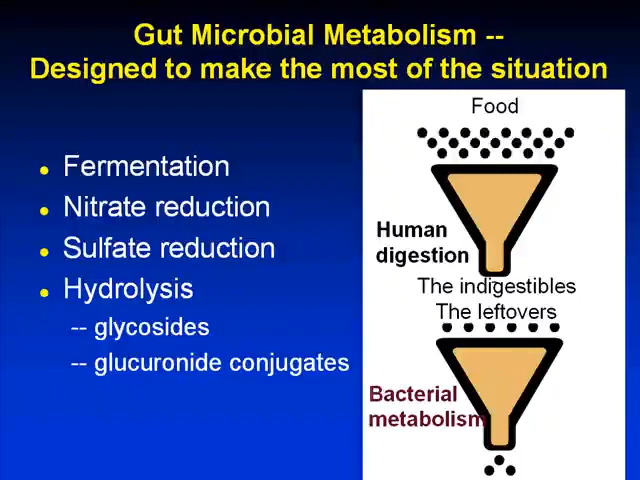 Gut Microbial Metabolism --
Designed to make the most of the situation
• Fermentation
• Nitrate reduction
• Sulfate reduction
• Hydrolysis
-- glycosides
-- glucuronide conjugates
Food
Human
digestion
The indigestibles
The leftovers
Bacterial
metabolism